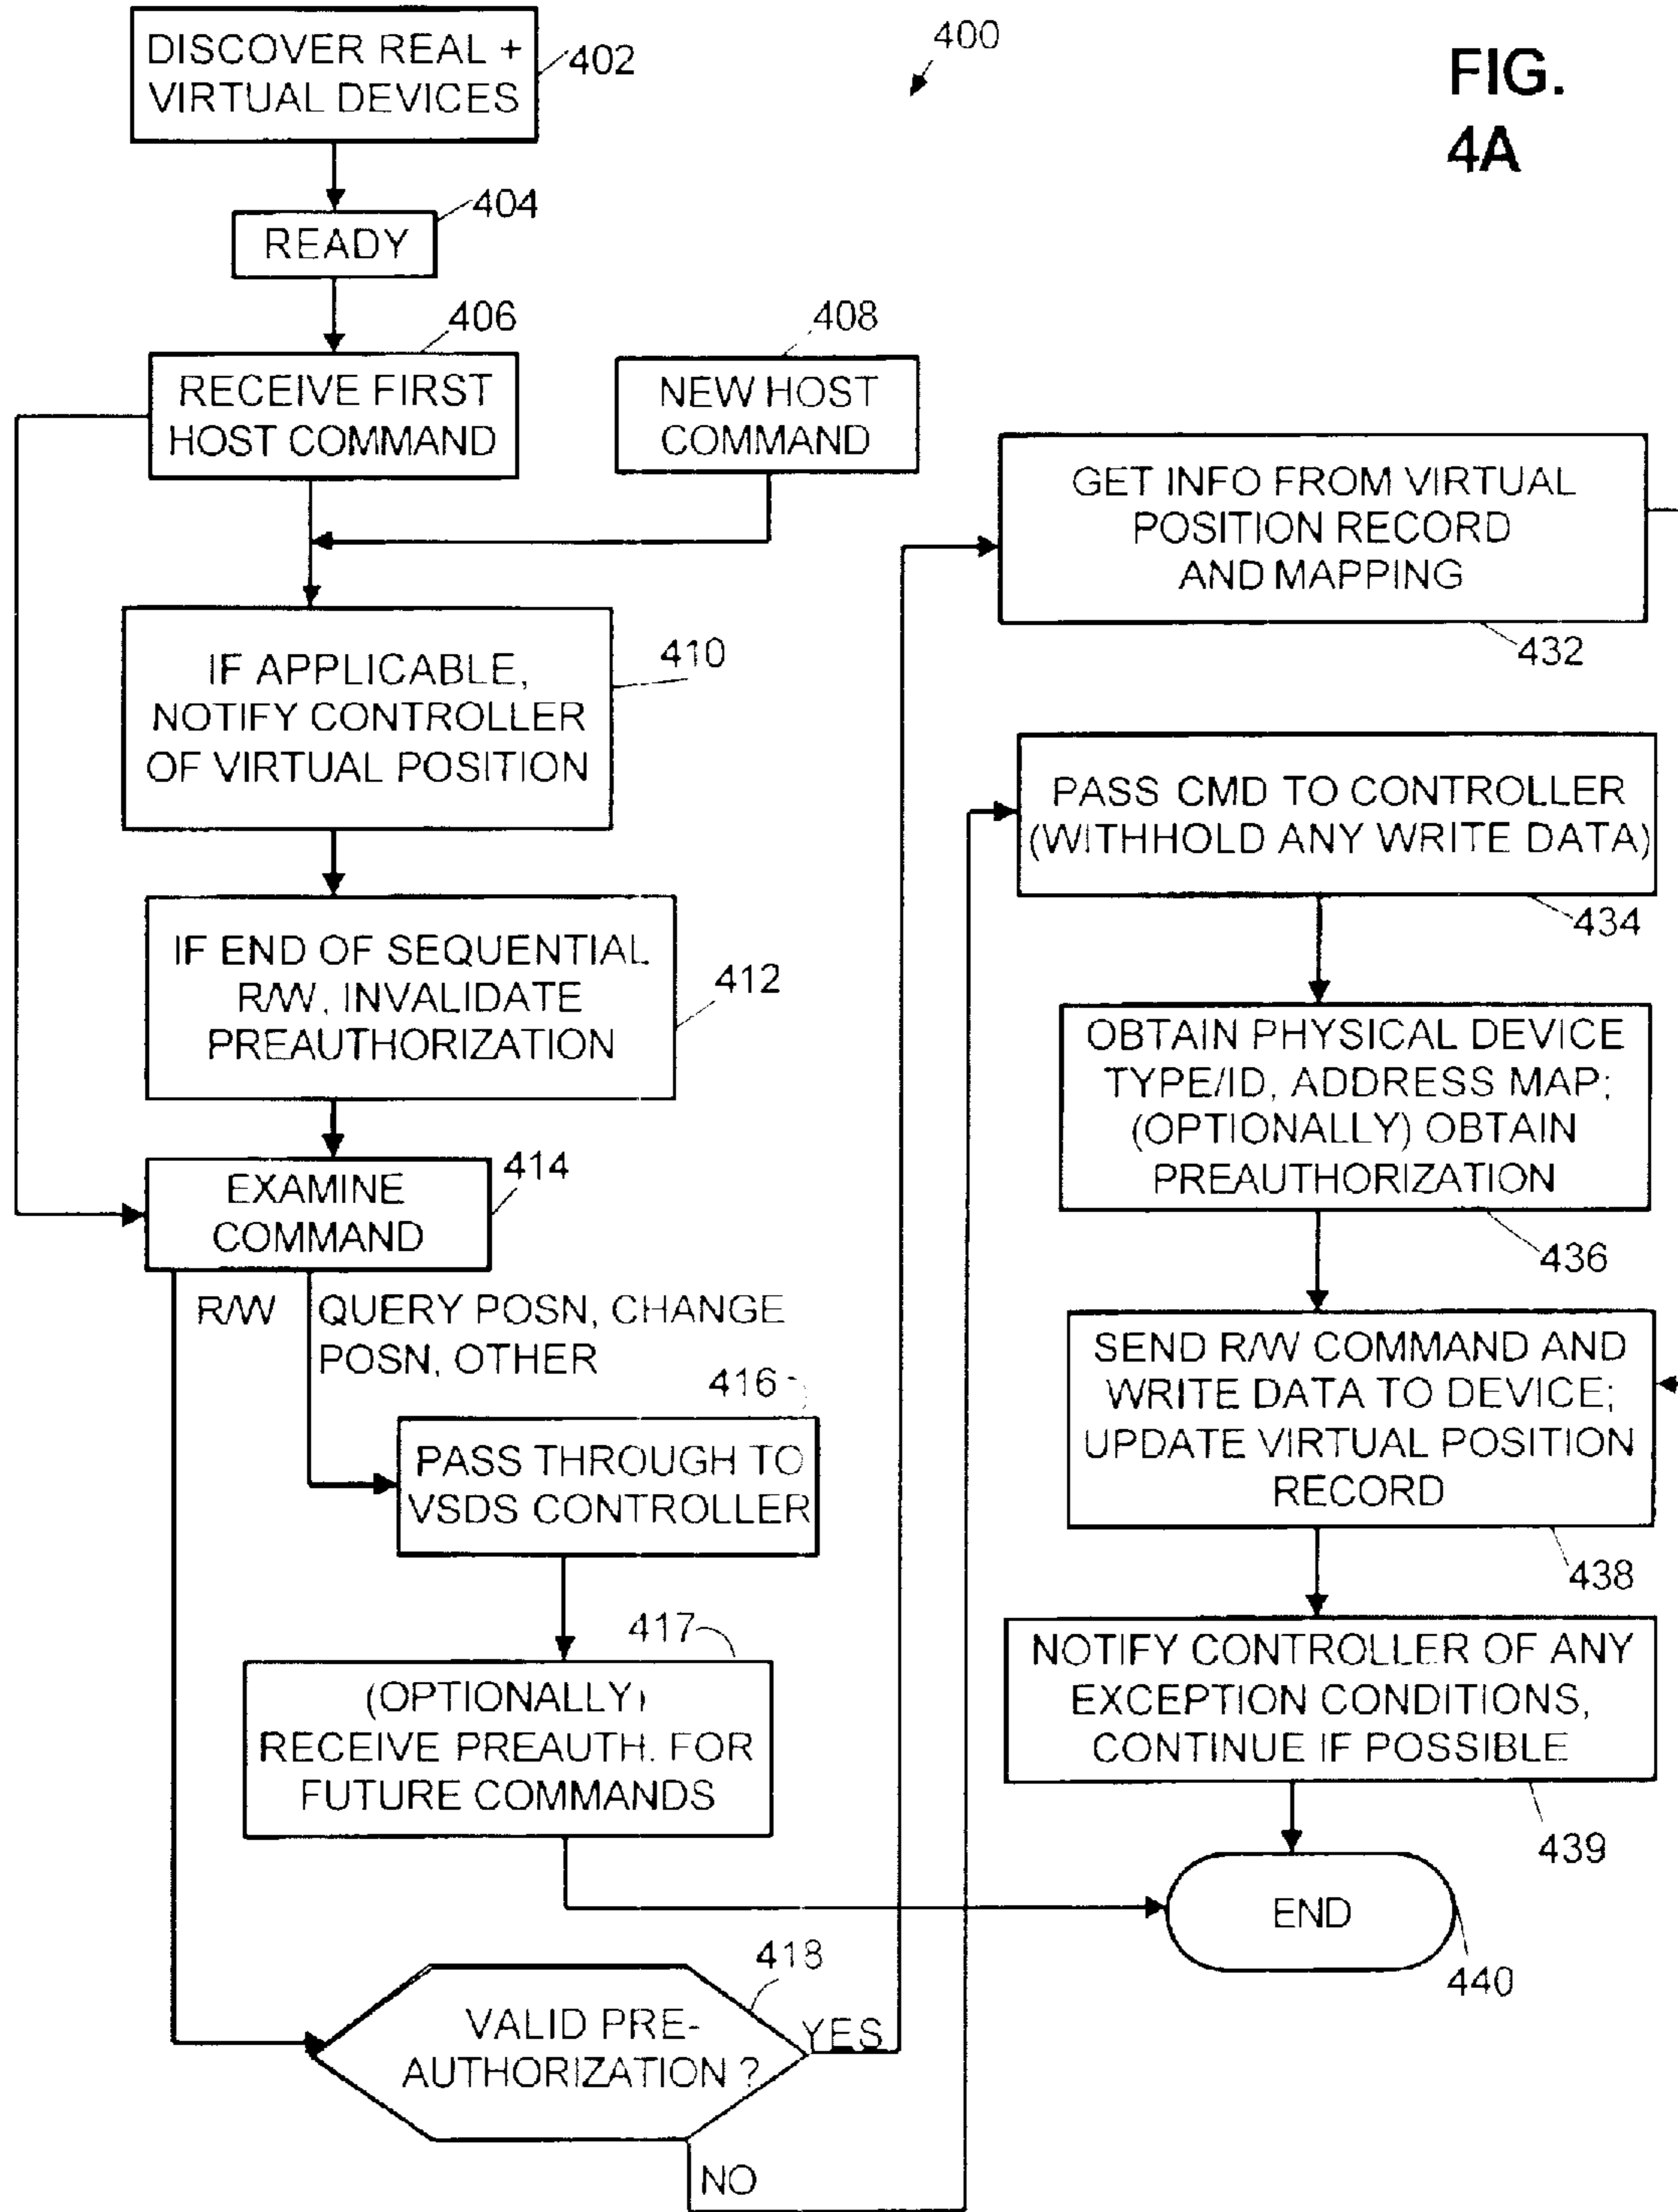 FIG.
4A
400
DISCOVER REAL +
VIRTUAL DEVICES
402
READY
404
RECEIVE FIRST
HOST COMMAND
406
NEW HOST
COMMAND
408
IF APPLICABLE,
NOTIFY CONTROLLER
OF VIRTUAL POSITION
410
IF END OF SEQUENTIAL
R/W, INVALIDATE
PREAUTHORIZATION
412
EXAMINE
COMMAND
414
R/W
QUERY POSN, CHANGE
POSN, OTHER
416
PASS THROUGH TO
VSDS CONTROLLER
417
(OPTIONALLY)
RECEIVE PREAUTH. FOR
FUTURE COMMANDS
418
VALID PRE-
AUTHORIZATION ?
YES
NO
GET INFO FROM VIRTUAL
POSITION RECORD
AND MAPPING
432
PASS CMD TO CONTROLLER
(WITHHOLD ANY WRITE DATA)
434
OBTAIN PHYSICAL DEVICE
TYPE/ID, ADDRESS MAP;
(OPTIONALLY) OBTAIN
PREAUTHORIZATION
436
SEND R/W COMMAND AND
WRITE DATA TO DEVICE;
UPDATE VIRTUAL POSITION
RECORD
438
NOTIFY CONTROLLER OF ANY
EXCEPTION CONDITIONS,
CONTINUE IF POSSIBLE
439
END
440